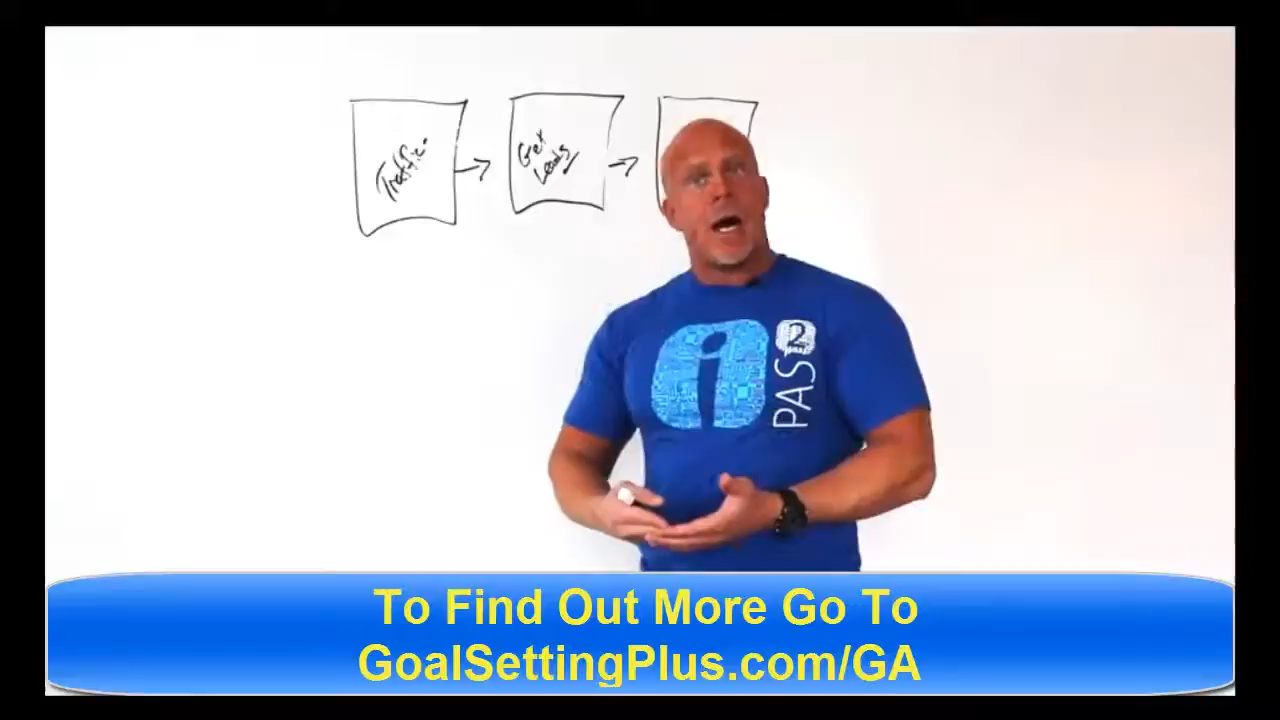 Traffic
Get
Leads
i
PAS
2
To Find Out More Go To
GoalSettingPlus.com/GA